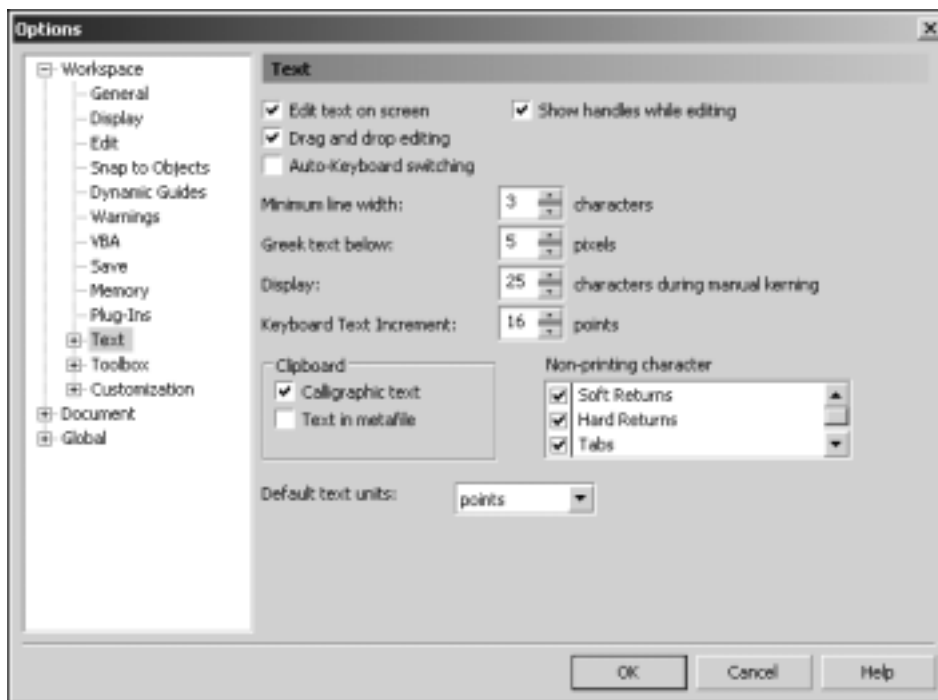 Options
Workspace
General
Display
Edit
Snap to Objects
Dynamic Guides
Warnings
VBA
Save
Memory
Plug-Ins
Text
Toolbox
Customization
Document
Global
Text
Edit text on screen
Show handles while editing
Drag and drop editing
Auto-Keyboard switching
Minimum line width: 3 characters
Greek text below: 5 pixels
Display: 25 characters during manual kerning
Keyboard Text Increment: 16 points
Clipboard
Calligraphic text
Text in metafile
Non-printing character
Soft Returns
Hard Returns
Tabs
Default text units: points
OK Cancel Help